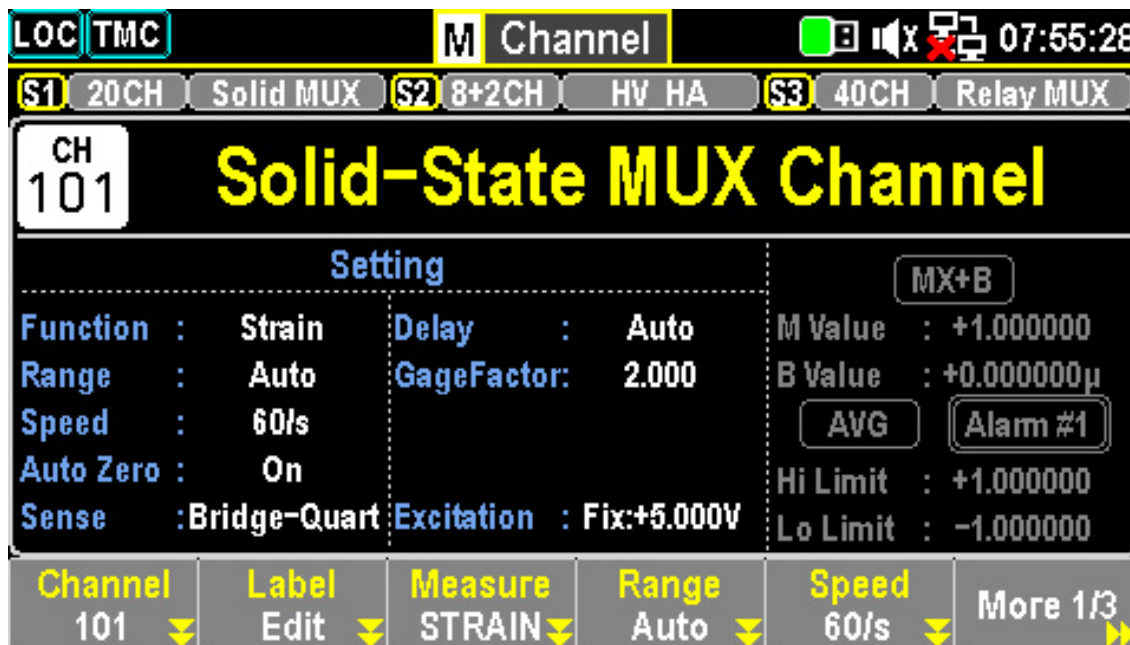 LOC TMC M Channel 07:55:28
S1 20CH Solid MUX S2 8+2CH HV HA S3 40CH Relay MUX
CH
101
Solid-State MUX Channel
Setting
MX+B
Function : Strain Delay : Auto M Value : +1.000000
Range : Auto GageFactor: 2.000 B Value : +0.000000µ
Speed : 60/s AVG Alarm #1
Auto Zero : On Hi Limit : +1.000000
Sense :Bridge-Quart Excitation : Fix:+5.000V Lo Limit : -1.000000
Channel Label Measure Range Speed More 1/3
101 Edit STRAIN Auto 60/s